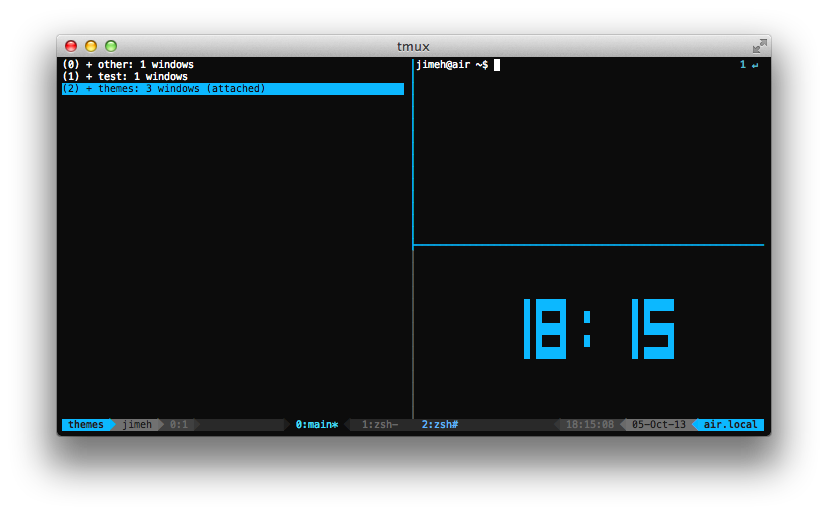 tmux
(0) + other: 1 windows
(1) + test: 1 windows
(2) + themes: 3 windows (attached)
jimeh@air ~$ 1 ↵
18:15
themes jimeh 0:1 0:main* 1:zsh- 2:zsh# 18:15:08 05-Oct-13 air.local